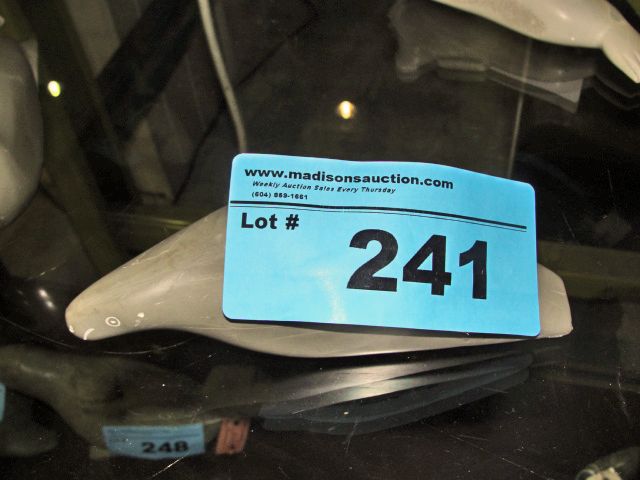 www.madisonsauction.com
Weekly Auction Sales Every Thursday
(604) 859-1661
Lot # 241
248